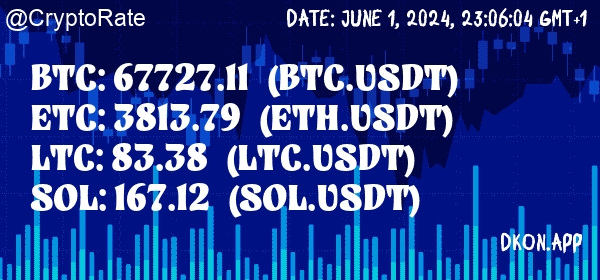 @CryptoRate
DATE: JUNE 1, 2024, 23:06:04 GMT+1
BTC: 67727.11 (BTC.USDT)
ETC: 3813.79 (ETH.USDT)
LTC: 83.38 (LTC.USDT)
SOL: 167.12 (SOL.USDT)
DKON.APP